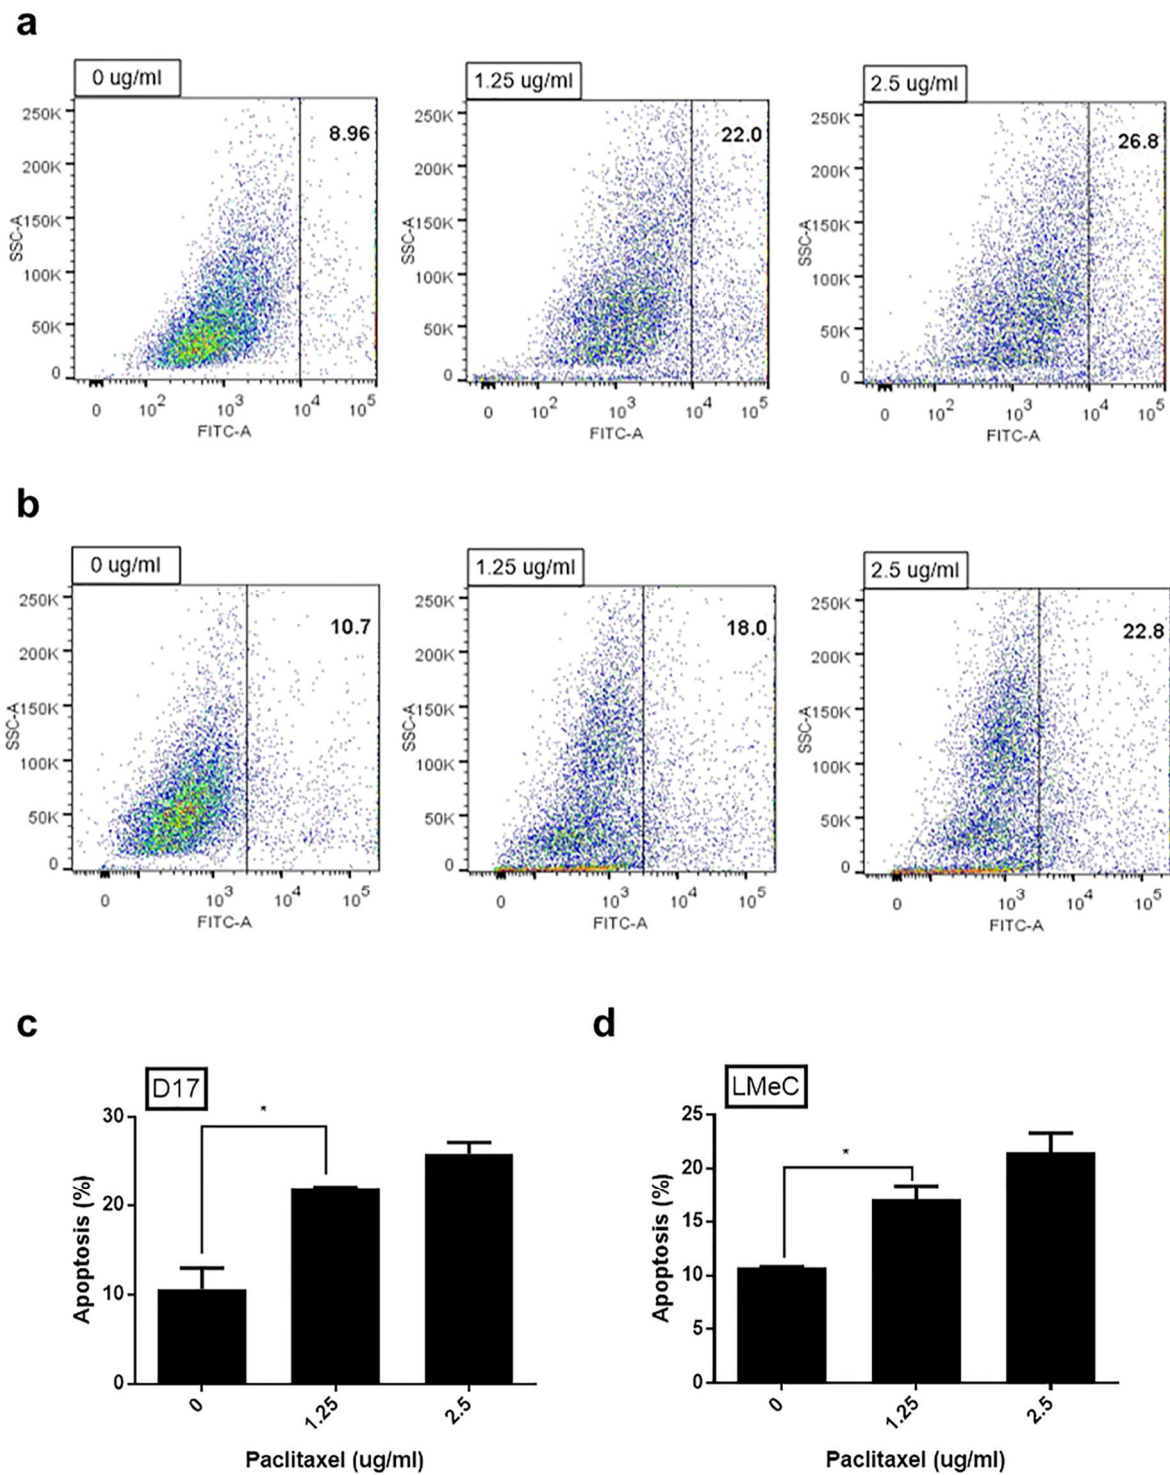 a
0 ug/ml
1.25 ug/ml
2.5 ug/ml
250K
200K
150K
100K
50K
0
SSC-A
8.96
0 10² 10³ 10⁴ 10⁵
FITC-A
250K
200K
150K
100K
50K
0
SSC-A
22.0
0 10² 10³ 10⁴ 10⁵
FITC-A
250K
200K
150K
100K
50K
0
SSC-A
26.8
0 10² 10³ 10⁴ 10⁵
FITC-A
b
0 ug/ml
1.25 ug/ml
2.5 ug/ml
250K
200K
150K
100K
50K
0
SSC-A
10.7
0 10³ 10⁴ 10⁵
FITC-A
250K
200K
150K
100K
50K
0
SSC-A
18.0
0 10³ 10⁴ 10⁵
FITC-A
250K
200K
150K
100K
50K
0
SSC-A
22.8
0 10³ 10⁴ 10⁵
FITC-A
c
D17
*
30
20
10
0
Apoptosis (%)
0 1.25 2.5
Paclitaxel (ug/ml)
d
LMeC
*
25
20
15
10
5
0
Apoptosis (%)
0 1.25 2.5
Paclitaxel (ug/ml)